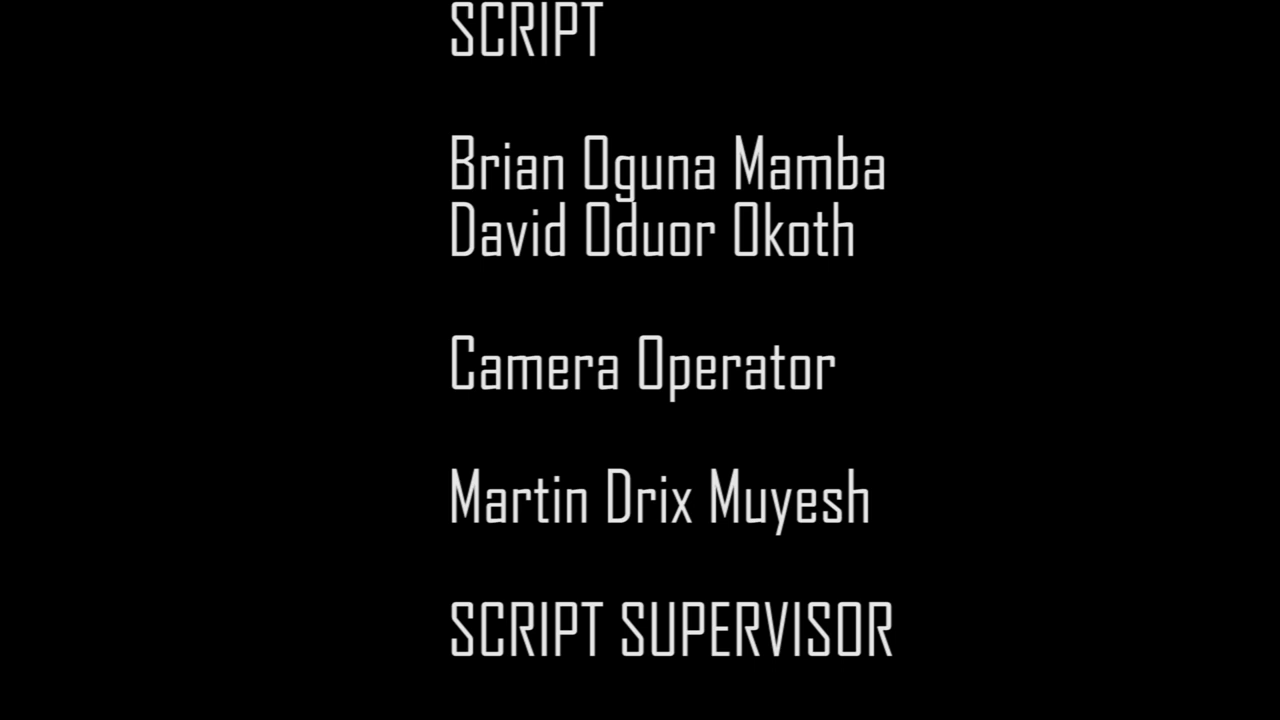 SCRIPT
Brian Oguna Mamba
David Oduor Okoth
Camera Operator
Martin Drix Muyesh
SCRIPT SUPERVISOR